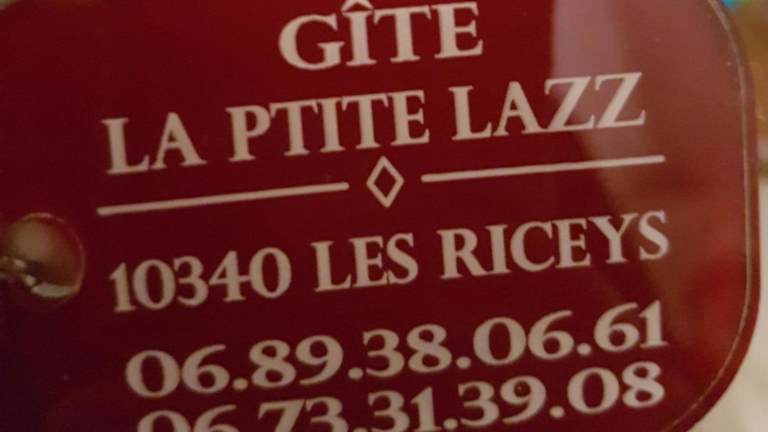 GÎTE
LA PTITE LAZZ
10340 LES RICEYS
06.89.38.06.61
06.73.31.39.08